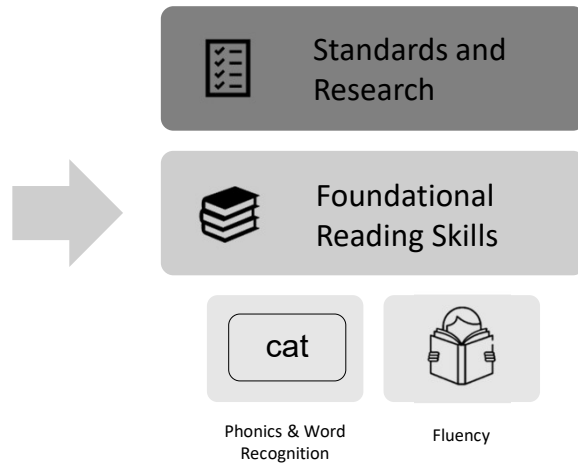 Standards and
Research
Foundational
Reading Skills
cat
Phonics & Word
Recognition
Fluency